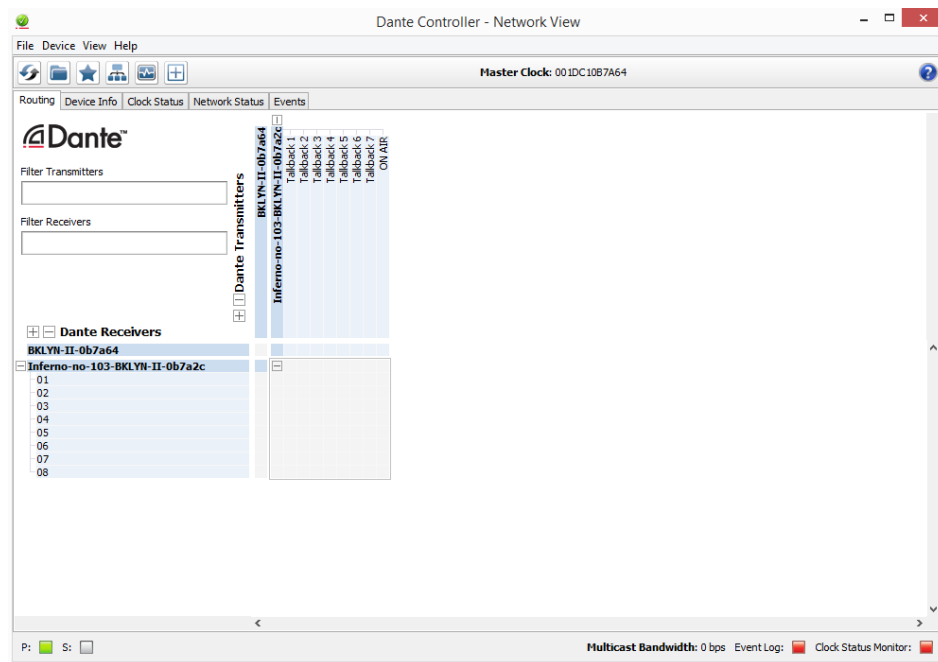 Dante Controller - Network View
File Device View Help
Master Clock: 001DC10B7A64
Routing Device Info Clock Status Network Status Events
Dante™
Filter Transmitters
Filter Receivers
Dante Transmitters
BKLYN-II-0b7a64
Inferno-no-103-BKLYN-II-0b7a2c
Talkback 1
Talkback 2
Talkback 3
Talkback 4
Talkback 5
Talkback 6
Talkback 7
ON AIR
Dante Receivers
BKLYN-II-0b7a64
Inferno-no-103-BKLYN-II-0b7a2c
01
02
03
04
05
06
07
08
P: S: Multicast Bandwidth: 0 bps Event Log: Clock Status Monitor: